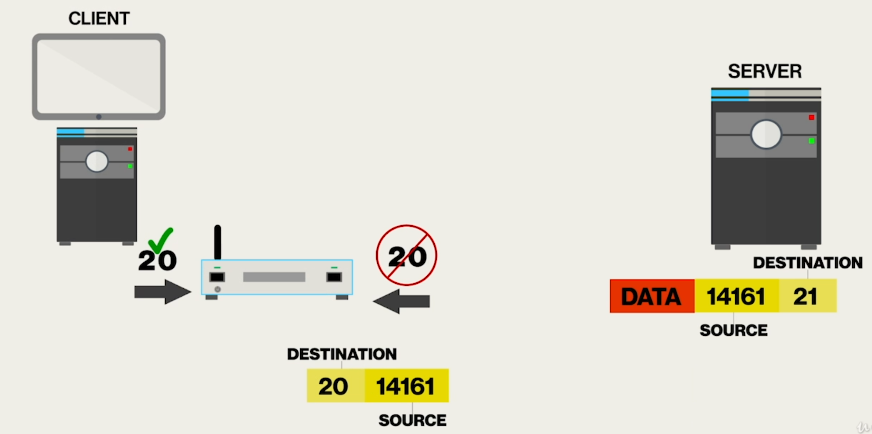 CLIENT
SERVER
20
20
DESTINATION
DATA 14161 21
SOURCE
DESTINATION
20 14161
SOURCE